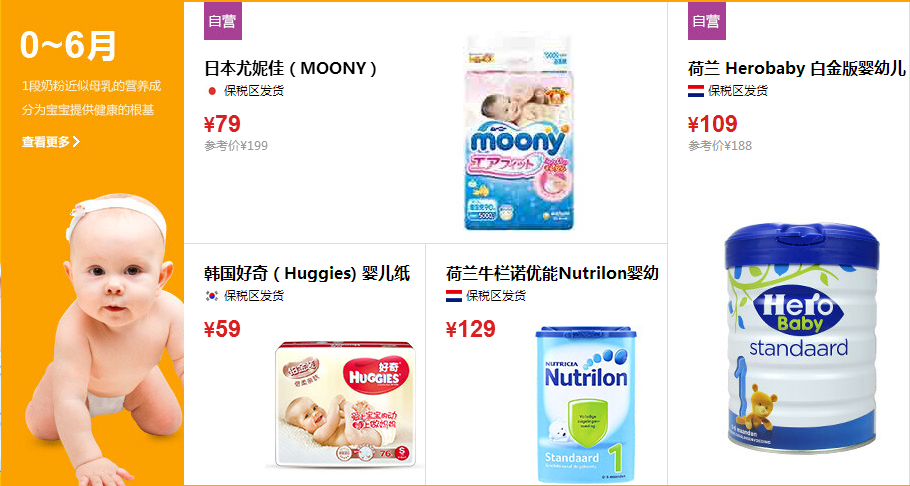 0~6月
1段奶粉近似母乳的营养成
分为宝宝提供健康的根基
查看更多
自营
日本尤妮佳（MOONY）
保税区发货
¥79
参考价¥199
moony
エアフィット
自营
荷兰 Herobaby 白金版婴幼儿
保税区发货
¥109
参考价¥188
Hero
Baby
standaard
1
韩国好奇（Huggies) 婴儿纸
保税区发货
¥59
好奇
HUGGIES
76
S
荷兰牛栏诺优能Nutrilon婴幼
保税区发货
¥129
NUTRICIA
Nutrilon
Standaard 1